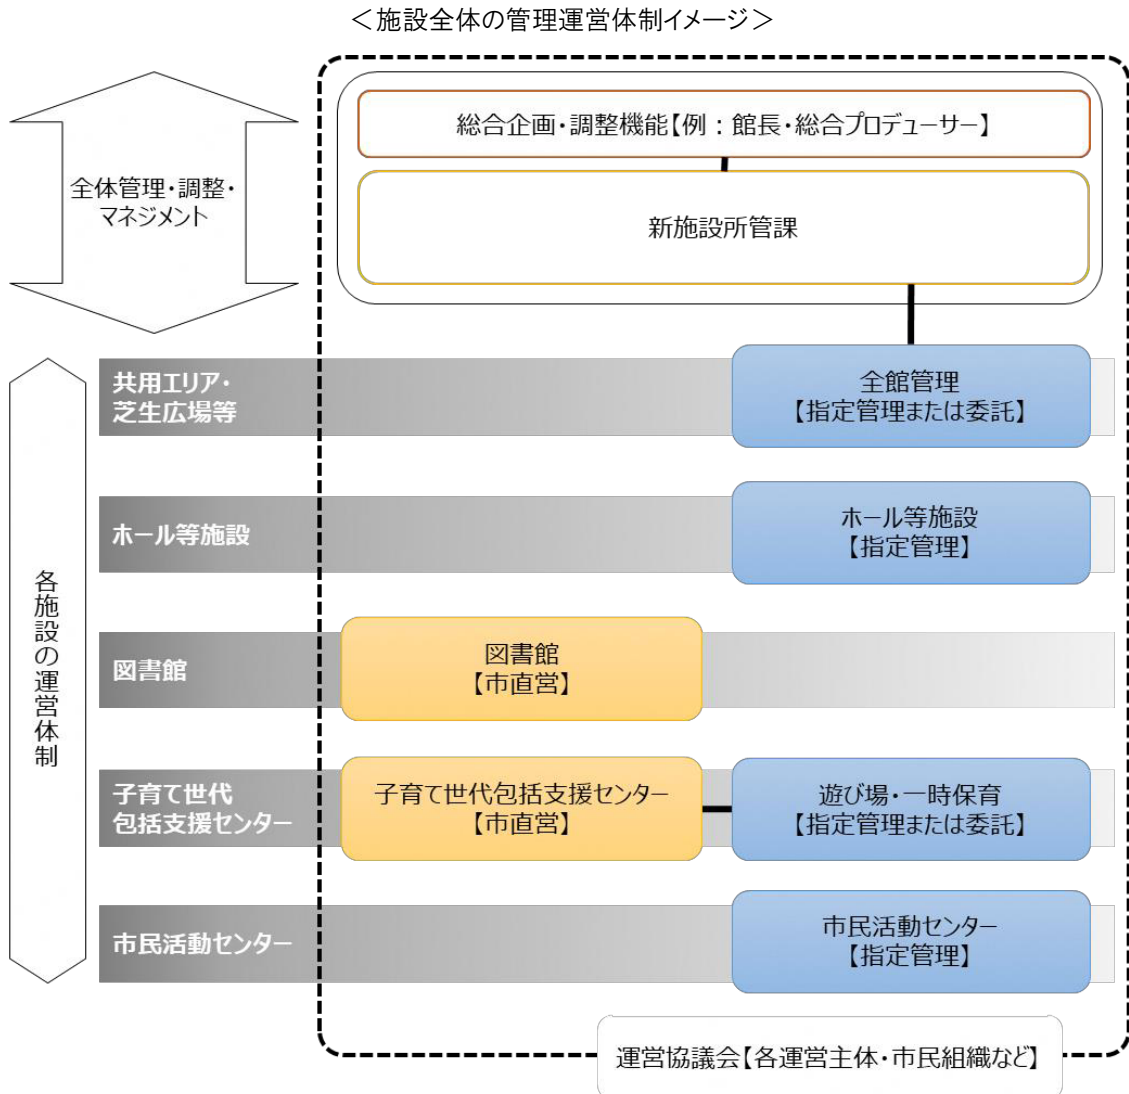 ＜施設全体の管理運営体制イメージ＞
総合企画・調整機能【例：館長・総合プロデューサー】
全体管理・調整・
マネジメント
新施設所管課
各施設の運営体制
共用エリア・
芝生広場等
全館管理
【指定管理または委託】
ホール等施設
ホール等施設
【指定管理】
図書館
図書館
【市直営】
子育て世代
包括支援センター
子育て世代包括支援センター
【市直営】
遊び場・一時保育
【指定管理または委託】
市民活動センター
市民活動センター
【指定管理】
運営協議会【各運営主体・市民組織など】